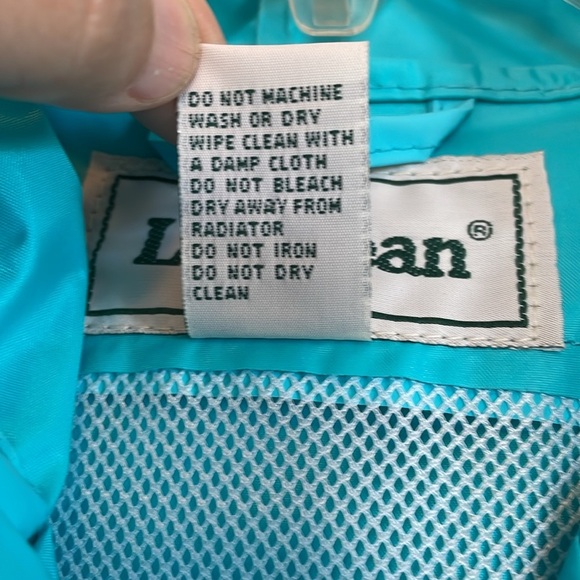 DO NOT MACHINE
WASH OR DRY
WIPE CLEAN WITH
A DAMP CLOTH
DO NOT BLEACH
DRY AWAY FROM
RADIATOR
DO NOT IRON
DO NOT DRY
CLEAN
L ean®